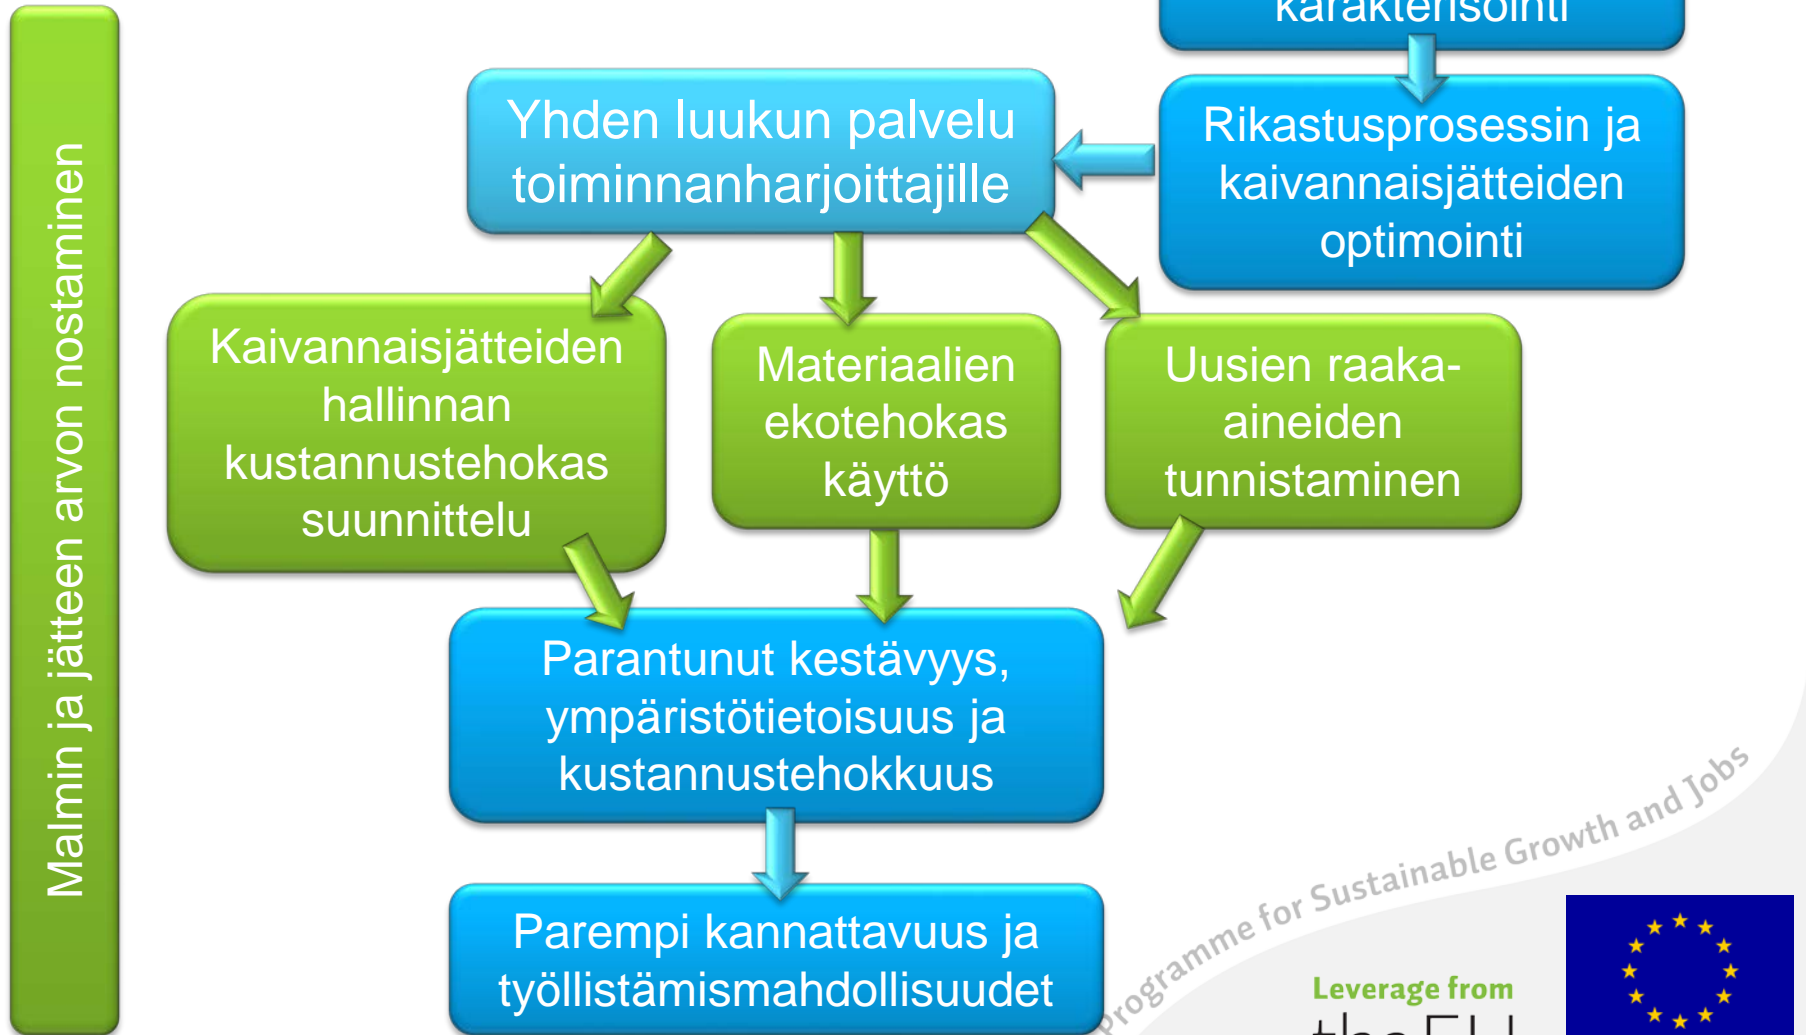 Malmin ja jätteen arvon nostaminen
karakterisointi
Yhden luukun palvelu
toiminnanharjoittajille
Rikastusprosessin ja
kaivannaisjätteiden
optimointi
Kaivannaisjätteiden
hallinnan
kustannustehokas
suunnittelu
Materiaalien
ekotehokas
käyttö
Uusien raaka-
aineiden
tunnistaminen
Parantunut kestävyys,
ympäristötietoisuus ja
kustannustehokkuus
Parempi kannattavuus ja
työllistämismahdollisuudet
Programme for Sustainable Growth and Jobs
Leverage from
the EU